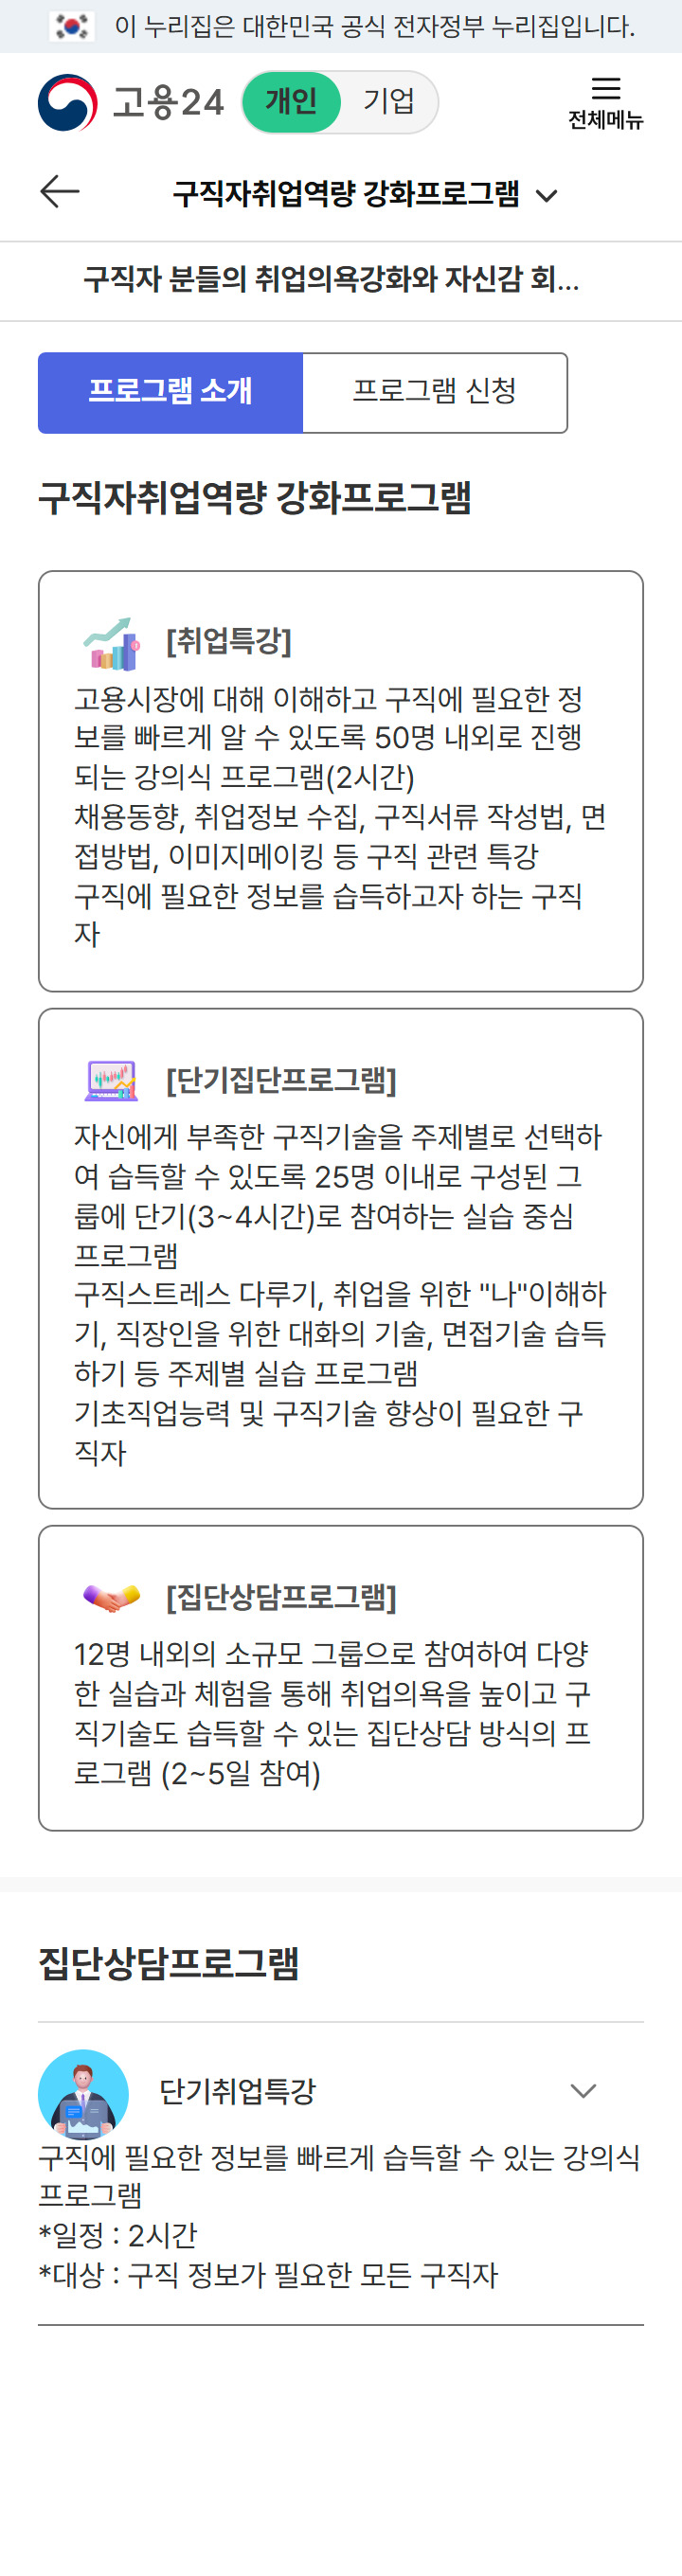 이 누리집은 대한민국 공식 전자정부 누리집입니다.
고용24 개인 기업
전체메뉴
구직자취업역량 강화프로그램
구직자 분들의 취업의욕강화와 자신감 회...
프로그램 소개 프로그램 신청
구직자취업역량 강화프로그램
[취업특강]
고용시장에 대해 이해하고 구직에 필요한 정
보를 빠르게 알 수 있도록 50명 내외로 진행
되는 강의식 프로그램(2시간)
채용동향, 취업정보 수집, 구직서류 작성법, 면
접방법, 이미지메이킹 등 구직 관련 특강
구직에 필요한 정보를 습득하고자 하는 구직
자
[단기집단프로그램]
자신에게 부족한 구직기술을 주제별로 선택하
여 습득할 수 있도록 25명 이내로 구성된 그
룹에 단기(3~4시간)로 참여하는 실습 중심
프로그램
구직스트레스 다루기, 취업을 위한 "나"이해하
기, 직장인을 위한 대화의 기술, 면접기술 습득
하기 등 주제별 실습 프로그램
기초직업능력 및 구직기술 향상이 필요한 구
직자
[집단상담프로그램]
12명 내외의 소규모 그룹으로 참여하여 다양
한 실습과 체험을 통해 취업의욕을 높이고 구
직기술도 습득할 수 있는 집단상담 방식의 프
로그램 (2~5일 참여)
집단상담프로그램
단기취업특강
구직에 필요한 정보를 빠르게 습득할 수 있는 강의식
프로그램
*일정 : 2시간
*대상 : 구직 정보가 필요한 모든 구직자